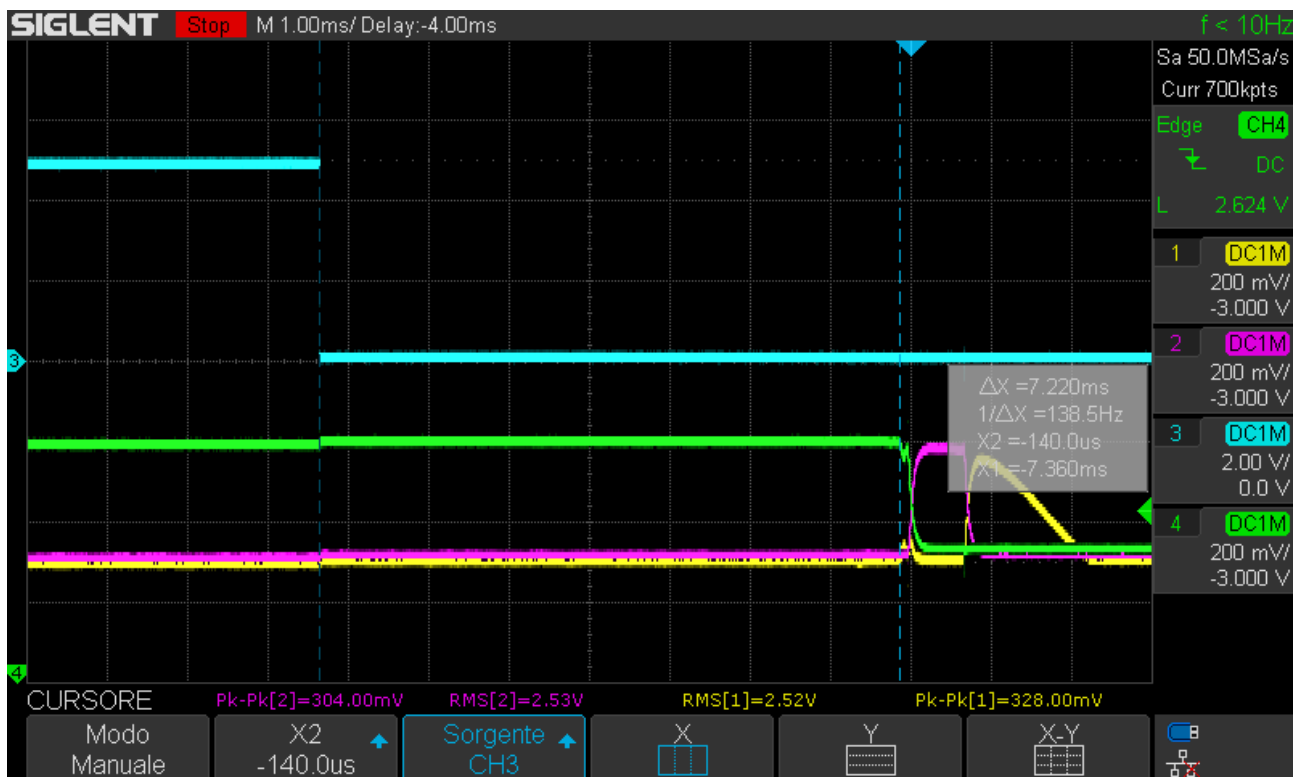 SIGLENT Stop M 1.00ms/ Delay:-4.00ms f < 10Hz
Sa 50.0MSa/s
Curr 700kpts
Edge CH4
DC
L 2.624 V
1 DC1M
200 mV/
-3.000 V
2 DC1M
200 mV/
-3.000 V
3 DC1M
2.00 V/
0.0 V
4 DC1M
200 mV/
-3.000 V
3
ΔX =7.220ms
1/ΔX =138.5Hz
X2 =-140.0us
X1 =-7.360ms
4
CURSORE Pk-Pk[2]=304.00mV RMS[2]=2.53V RMS[1]=2.52V Pk-Pk[1]=328.00mV
Modo
Manuale
X2
-140.0us
Sorgente
CH3
X
Y
X-Y